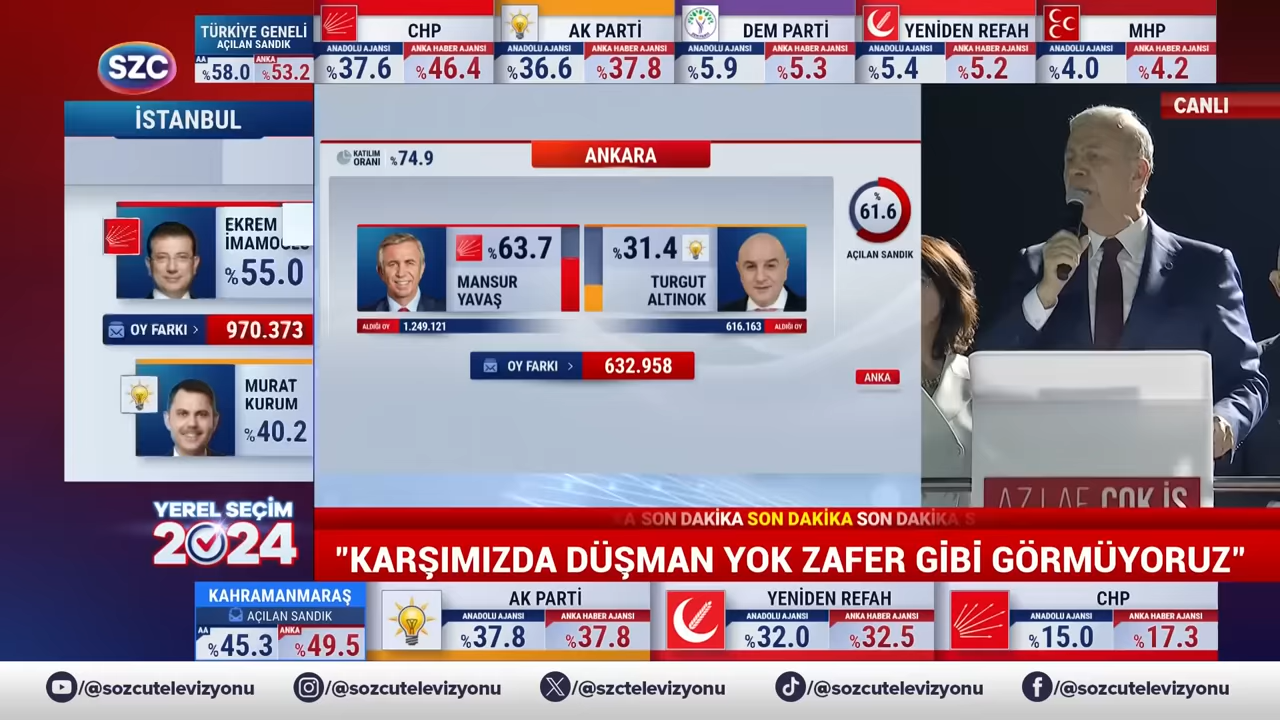 SZC
TÜRKİYE GENELİ
AÇILAN SANDIK
AA
%58.0
ANKA
%53.2
CHP
ANADOLU AJANSI
%37.6
ANKA HABER AJANSI
%46.4
AK PARTİ
ANADOLU AJANSI
%36.6
ANKA HABER AJANSI
%37.8
DEM PARTİ
ANADOLU AJANSI
%5.9
ANKA HABER AJANSI
%5.3
YENİDEN REFAH
ANADOLU AJANSI
%5.4
ANKA HABER AJANSI
%5.2
MHP
ANADOLU AJANSI
%4.0
ANKA HABER AJANSI
%4.2
İSTANBUL
EKREM
İMAMOĞLU
%55.0
OY FARKI > 970.373
MURAT
KURUM
%40.2
KATILIM
ORANI
%74.9
ANKARA
%63.7
MANSUR
YAVAŞ
ALDIĞI OY 1.249.121
%31.4
TURGUT
ALTINOK
616.163 ALDIĞI OY
OY FARKI > 632.958
%
61.6
AÇILAN SANDIK
ANKA
CANLI
AZ LAF ÇOK İŞ
YEREL SEÇİM
2024
KA SON DAKİKA SON DAKİKA SON DAKİKA S
"KARŞIMIZDA DÜŞMAN YOK ZAFER GİBİ GÖRMÜYORUZ"
KAHRAMANMARAŞ
AÇILAN SANDIK
AA
%45.3
ANKA
%49.5
AK PARTİ
ANADOLU AJANSI
%37.8
ANKA HABER AJANSI
%37.8
YENİDEN REFAH
ANADOLU AJANSI
%32.0
ANKA HABER AJANSI
%32.5
CHP
ANADOLU AJANSI
%15.0
ANKA HABER AJANSI
%17.3
/@sozcutelevizyonu
/@sozcutelevizyonu
/@szctelevizyonu
/@sozcutelevizyonu
/@sozcutelevizyonu